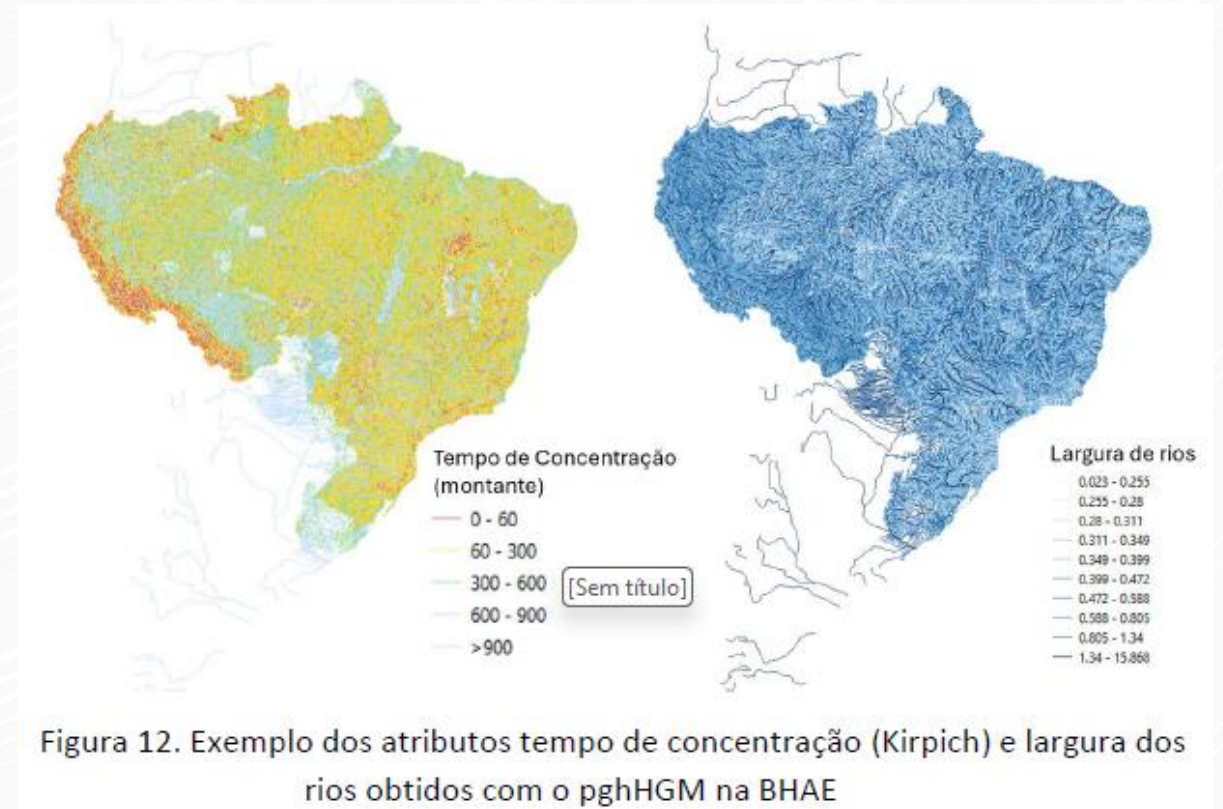 Tempo de Concentração
(montante)
0 - 60
60 - 300
300 - 600
600 - 900
>900
[Sem título]
Largura de rios
0.023 - 0.255
0.255 - 0.28
0.28 - 0.311
0.311 - 0.349
0.349 - 0.399
0.399 - 0.472
0.472 - 0.588
0.588 - 0.805
0.805 - 1.34
1.34 - 15.868
Figura 12. Exemplo dos atributos tempo de concentração (Kirpich) e largura dos
rios obtidos com o pghHGM na BHAE